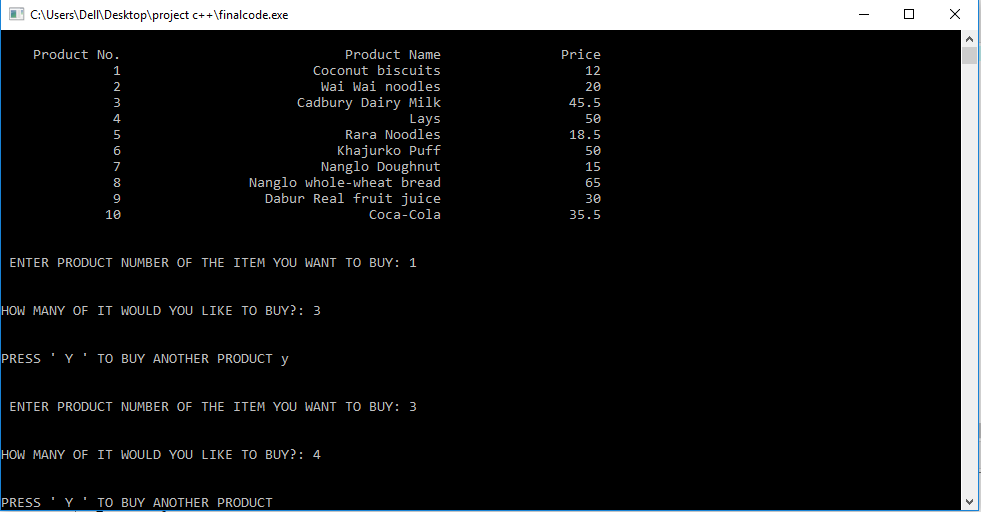 C:\Users\Dell\Desktop\project c++\finalcode.exe
Product No. Product Name Price
1 Coconut biscuits 12
2 Wai Wai noodles 20
3 Cadbury Dairy Milk 45.5
4 Lays 50
5 Rara Noodles 18.5
6 Khajurko Puff 50
7 Nanglo Doughnut 15
8 Nanglo whole-wheat bread 65
9 Dabur Real fruit juice 30
10 Coca-Cola 35.5
ENTER PRODUCT NUMBER OF THE ITEM YOU WANT TO BUY: 1
HOW MANY OF IT WOULD YOU LIKE TO BUY?: 3
PRESS ' Y ' TO BUY ANOTHER PRODUCT y
ENTER PRODUCT NUMBER OF THE ITEM YOU WANT TO BUY: 3
HOW MANY OF IT WOULD YOU LIKE TO BUY?: 4
PRESS ' Y ' TO BUY ANOTHER PRODUCT